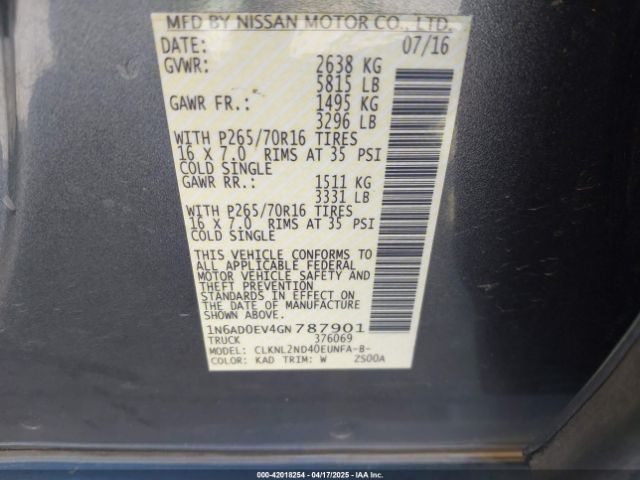 MFD BY NISSAN MOTOR CO., LTD.
DATE: 07/16
GVWR: 2638 KG
5815 LB
GAWR FR.: 1495 KG
3296 LB
WITH P265/70R16 TIRES
16 X 7.0 RIMS AT 35 PSI
COLD SINGLE
GAWR RR.: 1511 KG
3331 LB
WITH P265/70R16 TIRES
16 X 7.0 RIMS AT 35 PSI
COLD SINGLE
THIS VEHICLE CONFORMS TO
ALL APPLICABLE FEDERAL
MOTOR VEHICLE SAFETY AND
THEFT PREVENTION
STANDARDS IN EFFECT ON
THE DATE OF MANUFACTURE
SHOWN ABOVE.
1N6AD0EV4GN787901
TRUCK 376069
MODEL: CLKNL2ND40EUNFA-B-
COLOR: KAD TRIM: W ZS00A
000-42018254 - 04/17/2025 - IAAI.COM